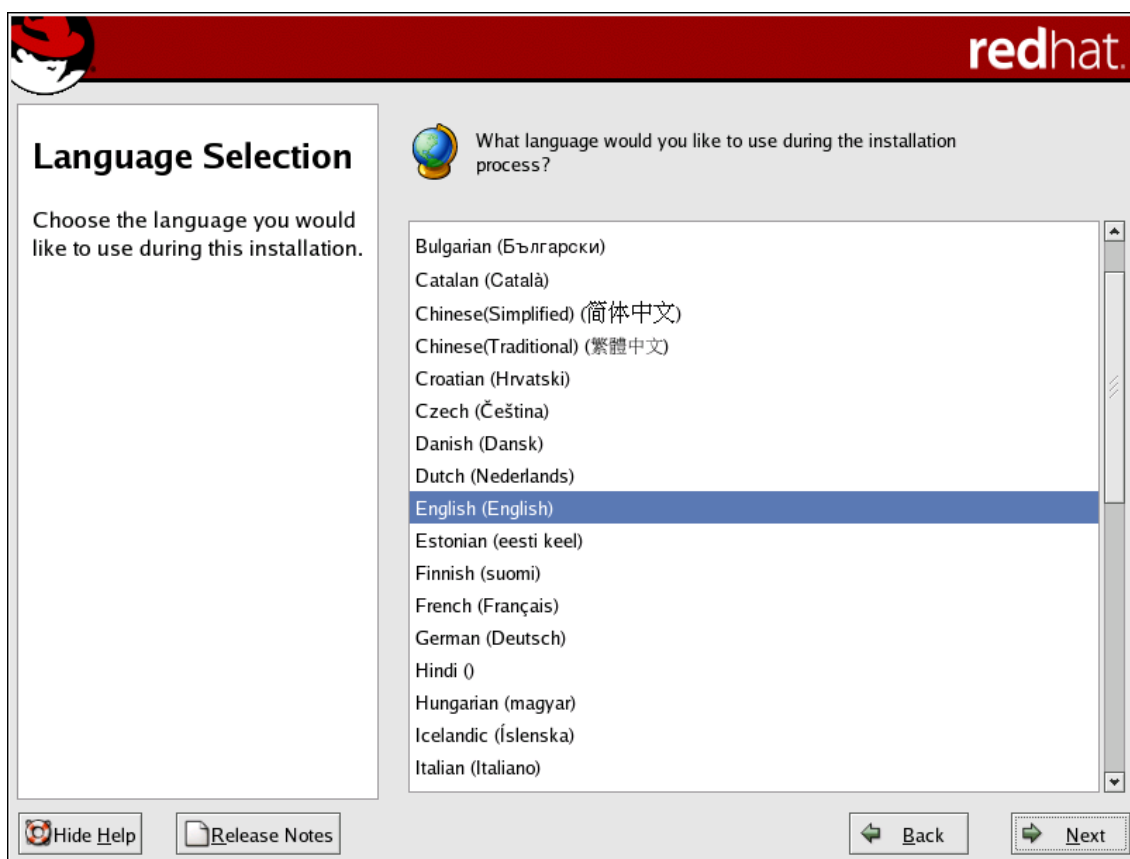 redhat.
Language Selection
Choose the language you would
like to use during this installation.
What language would you like to use during the installation
process?
Bulgarian (Български)
Catalan (Català)
Chinese(Simplified) (简体中文)
Chinese(Traditional) (繁體中文)
Croatian (Hrvatski)
Czech (Čeština)
Danish (Dansk)
Dutch (Nederlands)
English (English)
Estonian (eesti keel)
Finnish (suomi)
French (Français)
German (Deutsch)
Hindi ()
Hungarian (magyar)
Icelandic (Íslenska)
Italian (Italiano)
Hide Help
Release Notes
Back
Next